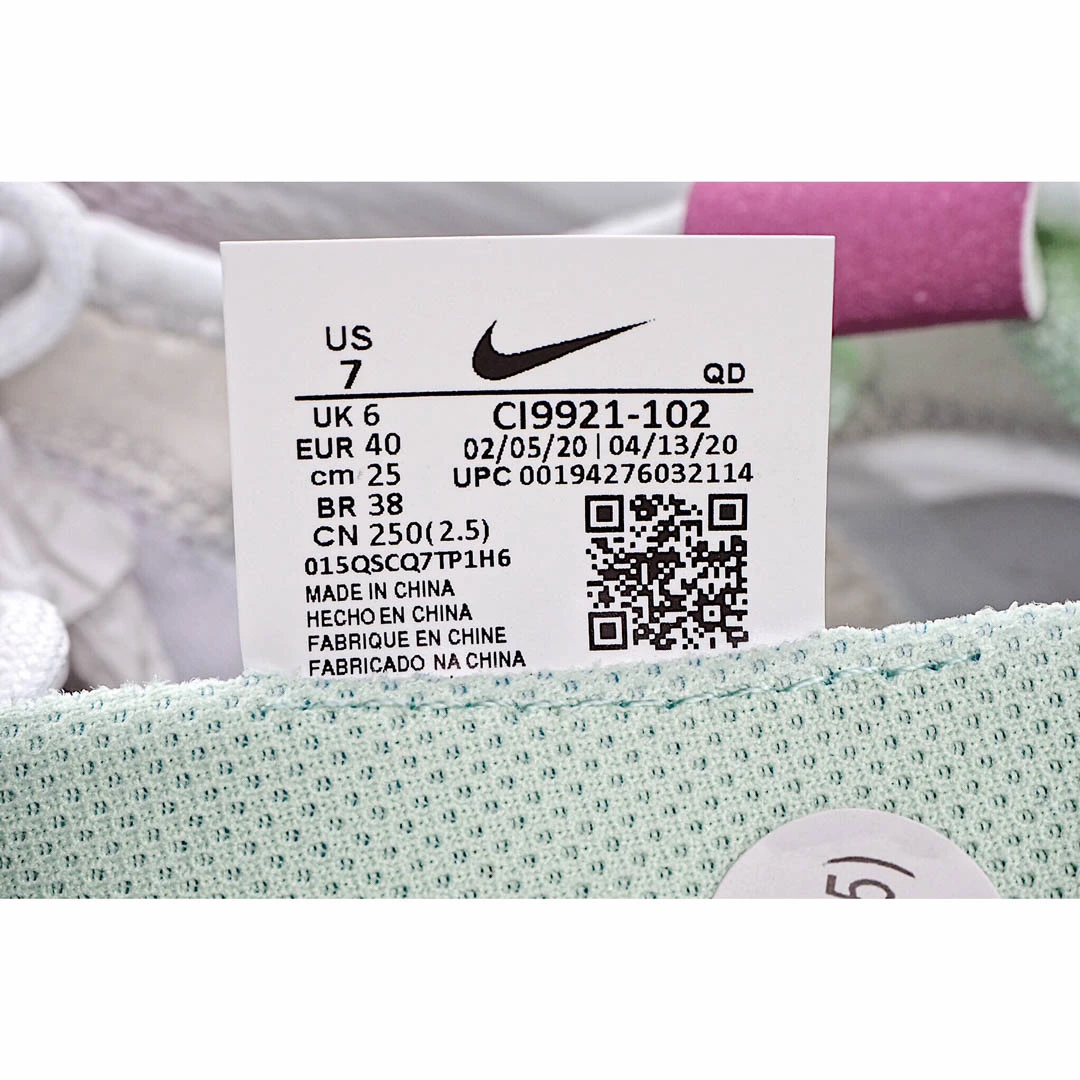 US
7
QD
UK 6
EUR 40
cm 25
BR 38
CN 250(2.5)
CI9921-102
02/05/20 | 04/13/20
UPC 00194276032114
015QSCQ7TP1H6
MADE IN CHINA
HECHO EN CHINA
FABRIQUE EN CHINE
FABRICADO NA CHINA
5)